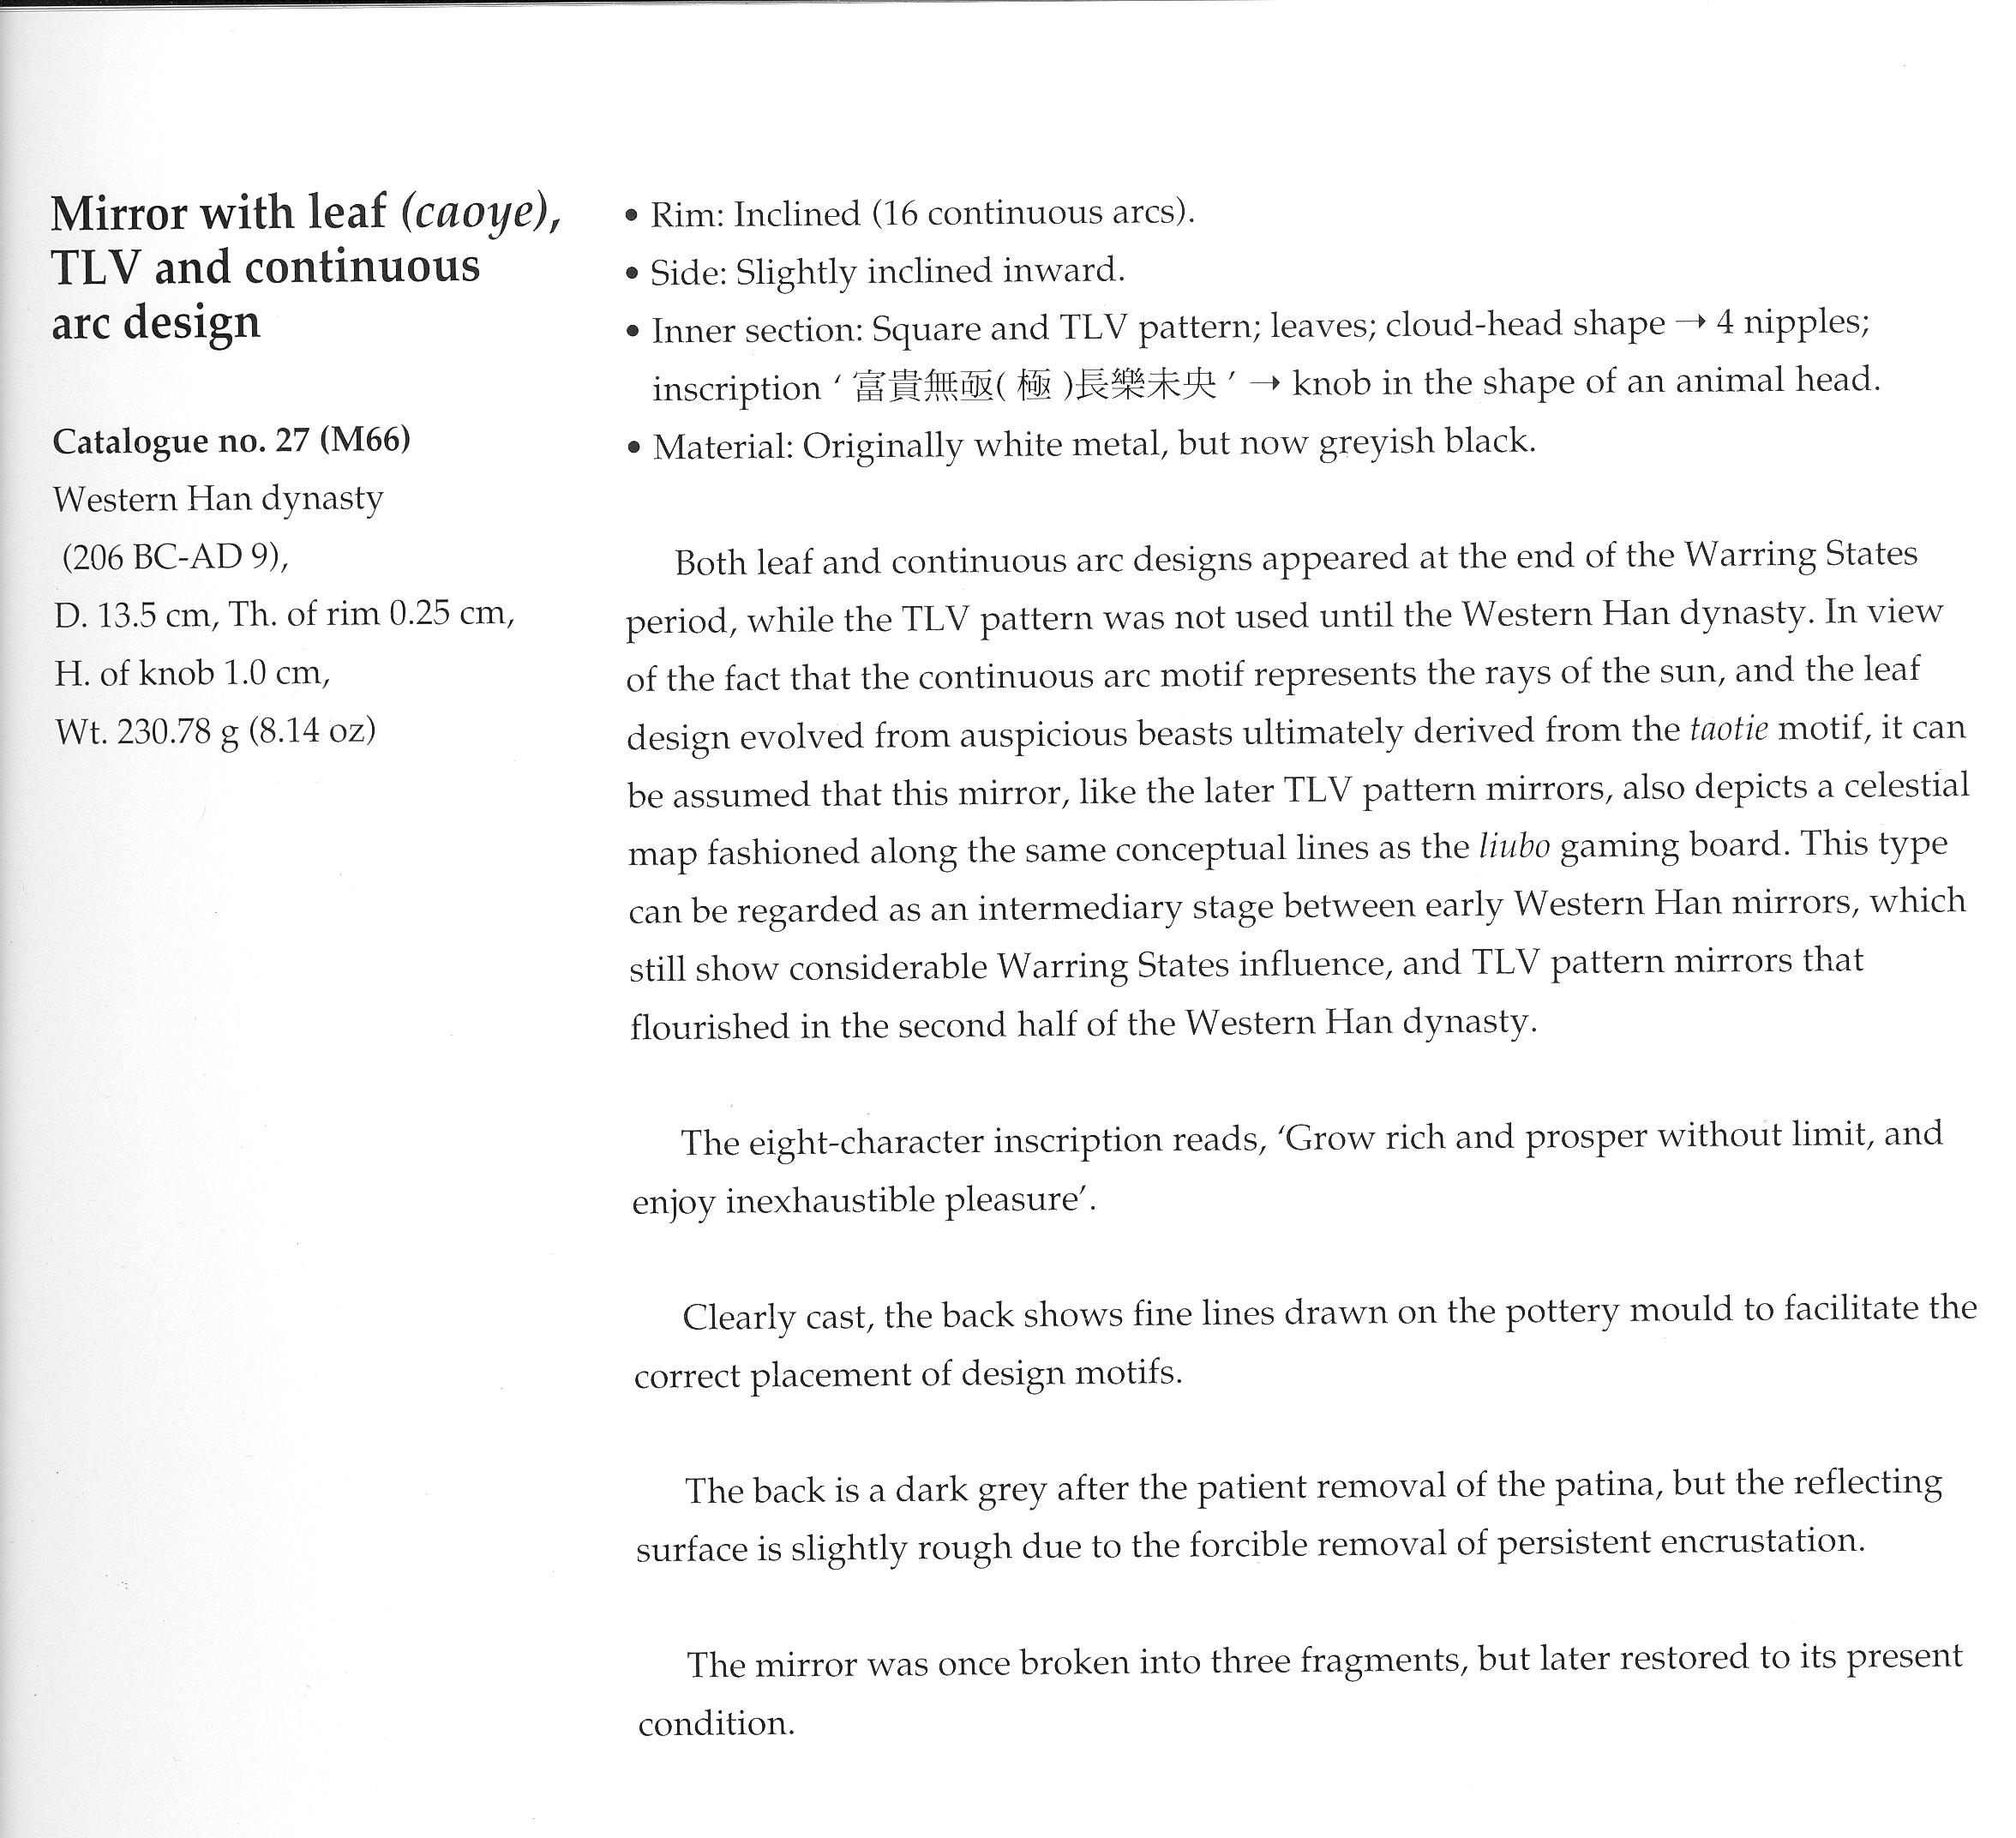 Mirror with leaf (caoye),
TLV and continuous
arc design
Catalogue no. 27 (M66)
Western Han dynasty
(206 BC-AD 9),
D. 13.5 cm, Th. of rim 0.25 cm,
H. of knob 1.0 cm,
Wt. 230.78 g (8.14 oz)
• Rim: Inclined (16 continuous arcs).
• Side: Slightly inclined inward.
• Inner section: Square and TLV pattern; leaves; cloud-head shape → 4 nipples;
inscription ‘ 富貴無亟( 極 )長樂未央 ’ → knob in the shape of an animal head.
• Material: Originally white metal, but now greyish black.
Both leaf and continuous arc designs appeared at the end of the Warring States
period, while the TLV pattern was not used until the Western Han dynasty. In view
of the fact that the continuous arc motif represents the rays of the sun, and the leaf
design evolved from auspicious beasts ultimately derived from the taotie motif, it can
be assumed that this mirror, like the later TLV pattern mirrors, also depicts a celestial
map fashioned along the same conceptual lines as the liubo gaming board. This type
can be regarded as an intermediary stage between early Western Han mirrors, which
still show considerable Warring States influence, and TLV pattern mirrors that
flourished in the second half of the Western Han dynasty.
The eight-character inscription reads, ‘Grow rich and prosper without limit, and
enjoy inexhaustible pleasure’.
Clearly cast, the back shows fine lines drawn on the pottery mould to facilitate the
correct placement of design motifs.
The back is a dark grey after the patient removal of the patina, but the reflecting
surface is slightly rough due to the forcible removal of persistent encrustation.
The mirror was once broken into three fragments, but later restored to its present
condition.